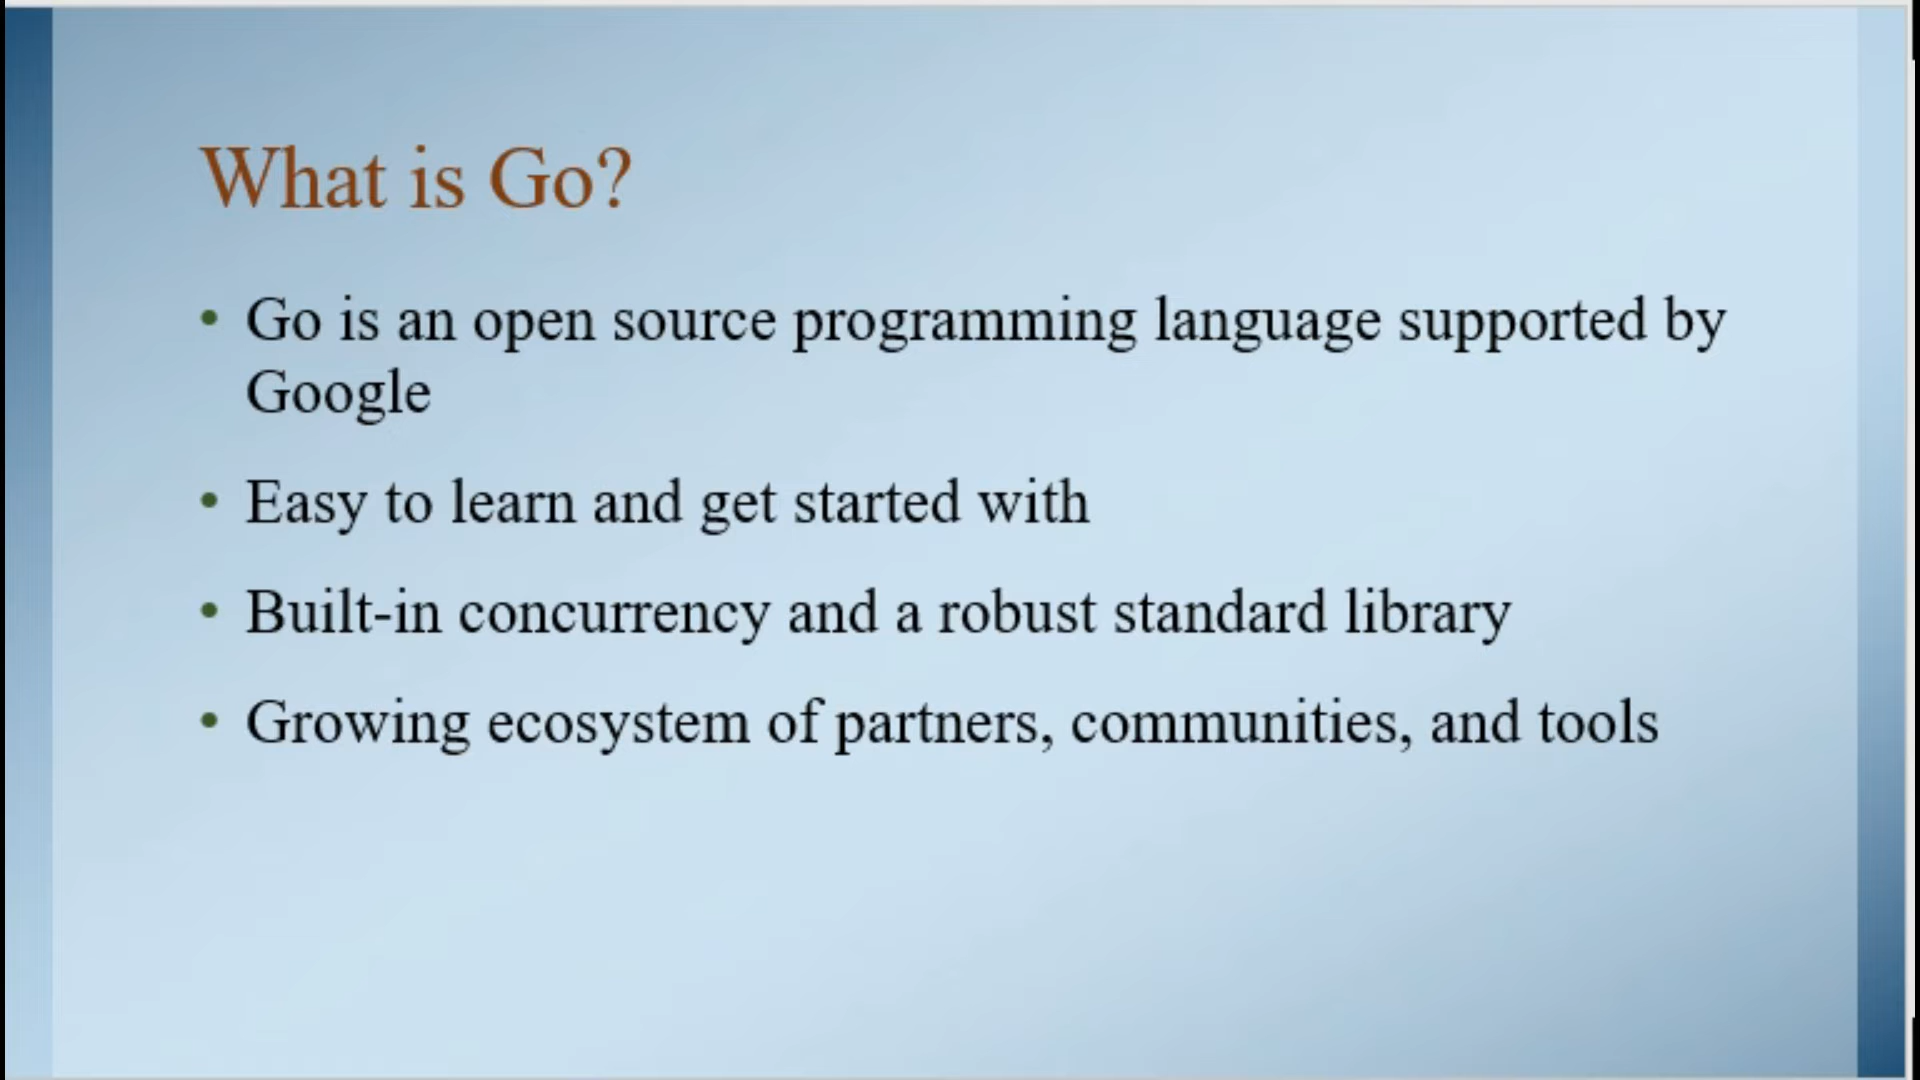 What is Go?
• Go is an open source programming language supported by
Google
• Easy to learn and get started with
• Built-in concurrency and a robust standard library
• Growing ecosystem of partners, communities, and tools